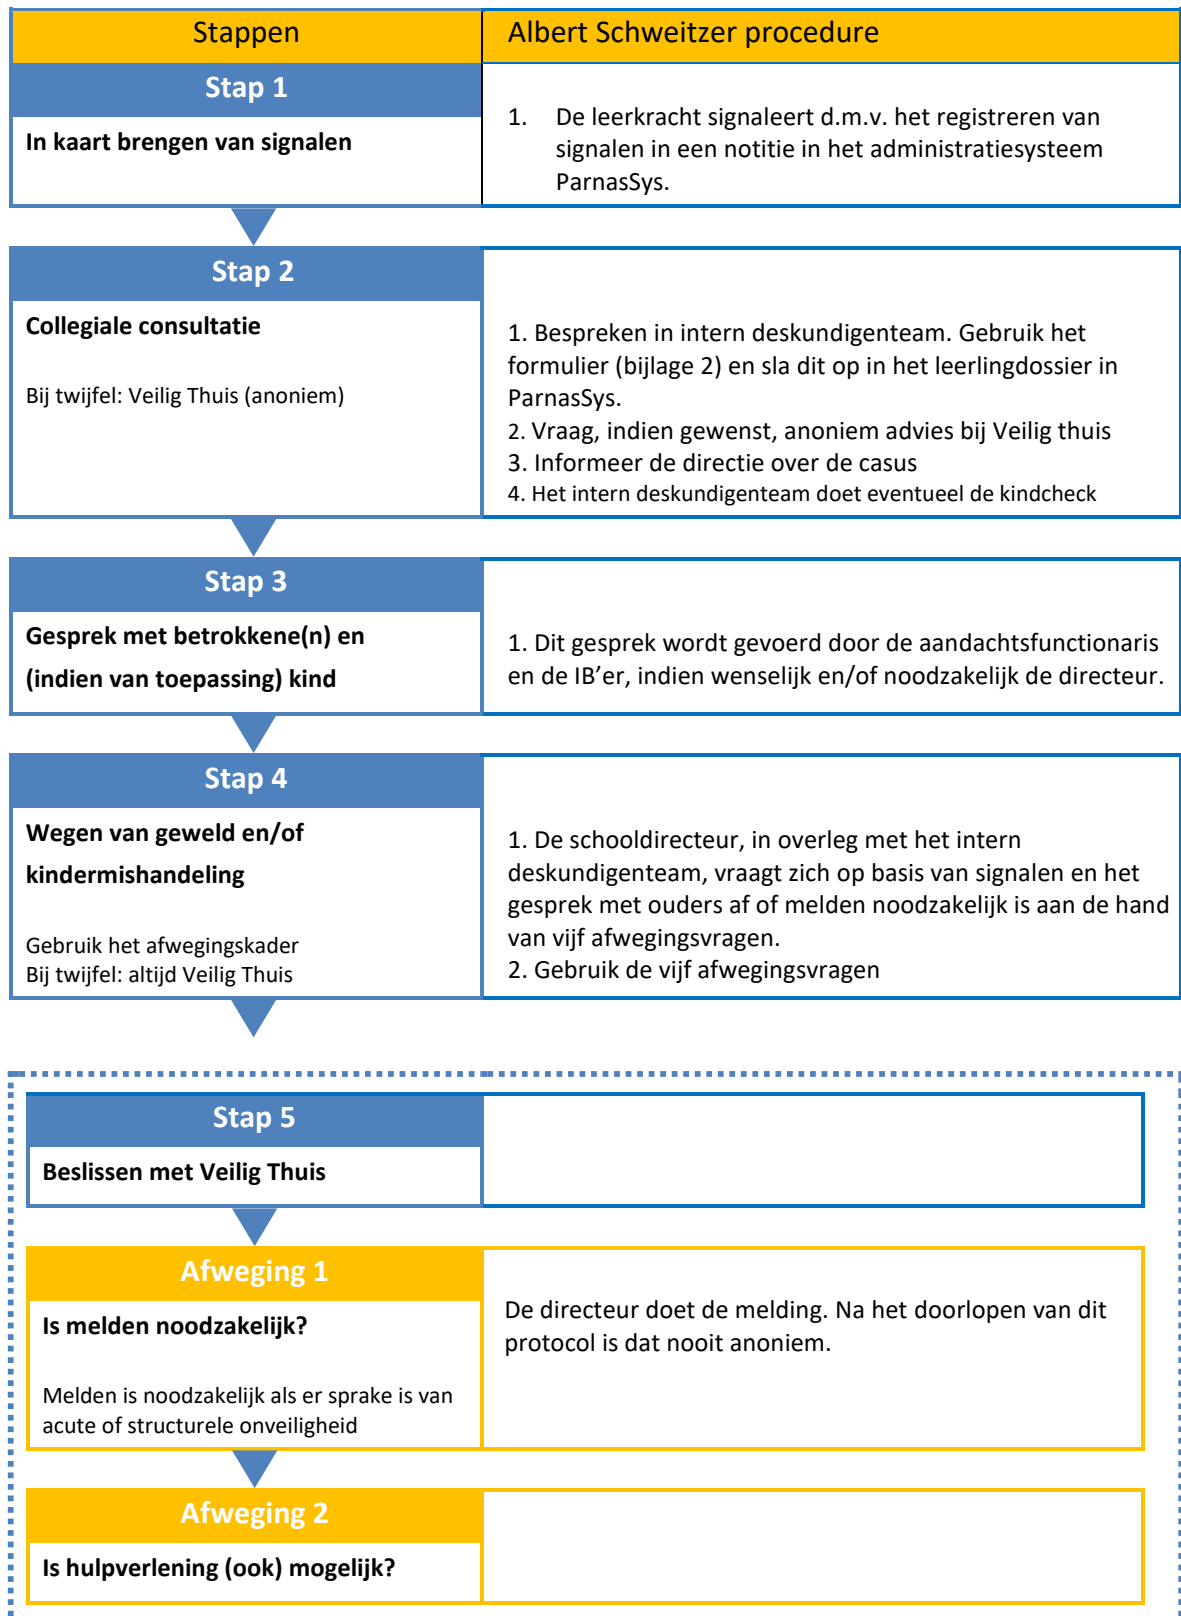 Stappen
Albert Schweitzer procedure
Stap 1
In kaart brengen van signalen
1. De leerkracht signaleert d.m.v. het registreren van
signalen in een notitie in het administratiesysteem
ParnasSys.
Stap 2
Collegiale consultatie
Bij twijfel: Veilig Thuis (anoniem)
1. Bespreken in intern deskundigenteam. Gebruik het
formulier (bijlage 2) en sla dit op in het leerlingdossier in
ParnasSys.
2. Vraag, indien gewenst, anoniem advies bij Veilig thuis
3. Informeer de directie over de casus
4. Het intern deskundigenteam doet eventueel de kindcheck
Stap 3
Gesprek met betrokkene(n) en
(indien van toepassing) kind
1. Dit gesprek wordt gevoerd door de aandachtsfunctionaris
en de IB’er, indien wenselijk en/of noodzakelijk de directeur.
Stap 4
Wegen van geweld en/of
kindermishandeling
Gebruik het afwegingskader
Bij twijfel: altijd Veilig Thuis
1. De schooldirecteur, in overleg met het intern
deskundigenteam, vraagt zich op basis van signalen en het
gesprek met ouders af of melden noodzakelijk is aan de hand
van vijf afwegingsvragen.
2. Gebruik de vijf afwegingsvragen
Stap 5
Beslissen met Veilig Thuis
Afweging 1
Is melden noodzakelijk?
Melden is noodzakelijk als er sprake is van
acute of structurele onveiligheid
De directeur doet de melding. Na het doorlopen van dit
protocol is dat nooit anoniem.
Afweging 2
Is hulpverlening (ook) mogelijk?